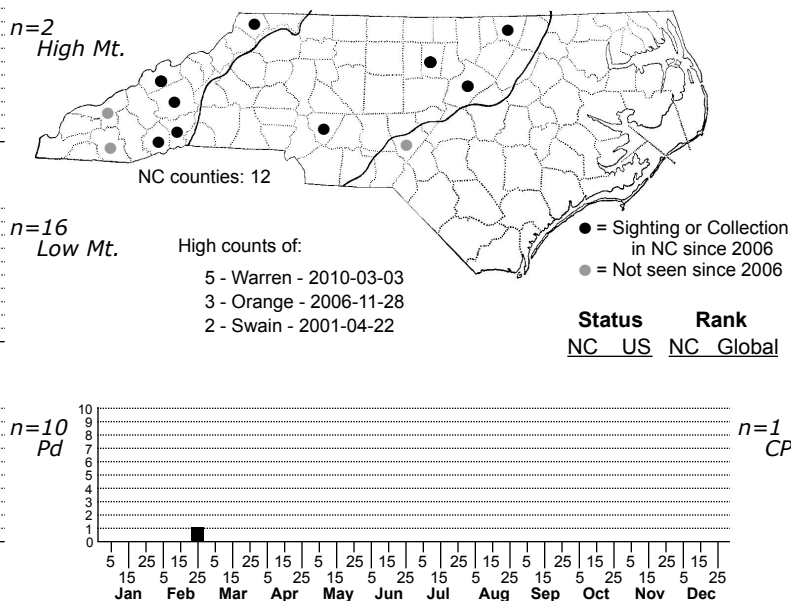 n=2
High Mt.
NC counties: 12
n=16
Low Mt.
High counts of:
5 - Warren - 2010-03-03
3 - Orange - 2006-11-28
2 - Swain - 2001-04-22
● = Sighting or Collection
in NC since 2006
● = Not seen since 2006
Status Rank
NC US NC Global
n=10
Pd
10
9
8
7
6
5
4
3
2
1
0
n=1
CP
5 25 15 5 25 15 5 25 15 5 25 15 5 25 15 5 25 15
15 5 25 15 5 25 15 5 25 15 5 25 15 5 25 15 5 25
Jan Feb Mar Apr May Jun Jul Aug Sep Oct Nov Dec